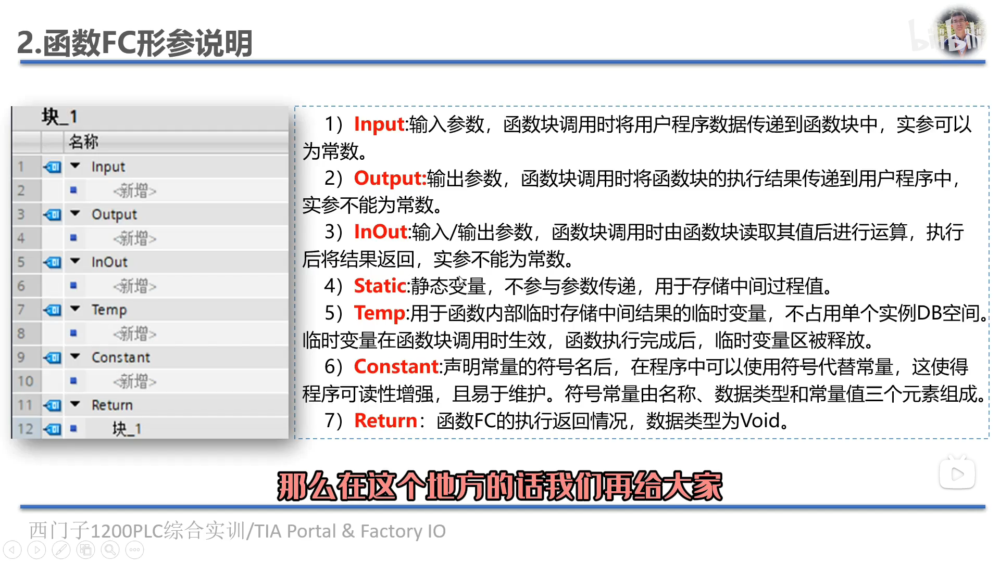 2.函数FC形参说明
bilibili
块_1
名称
1 Input
2 <新增>
3 Output
4 <新增>
5 InOut
6 <新增>
7 Temp
8 <新增>
9 Constant
10 <新增>
11 Return
12 块_1
1）Input:输入参数，函数块调用时将用户程序数据传递到函数块中，实参可以
为常数。
2）Output:输出参数，函数块调用时将函数块的执行结果传递到用户程序中，
实参不能为常数。
3）InOut:输入/输出参数，函数块调用时由函数块读取其值后进行运算，执行
后将结果返回，实参不能为常数。
4）Static:静态变量，不参与参数传递，用于存储中间过程值。
5）Temp:用于函数内部临时存储中间结果的临时变量，不占用单个实例DB空间。
临时变量在函数块调用时生效，函数执行完成后，临时变量区被释放。
6）Constant:声明常量的符号名后，在程序中可以使用符号代替常量，这使得
程序可读性增强，且易于维护。符号常量由名称、数据类型和常量值三个元素组成。
7）Return：函数FC的执行返回情况，数据类型为Void。
那么在这个地方的话我们再给大家
西门子1200PLC综合实训/TIA Portal & Factory IO